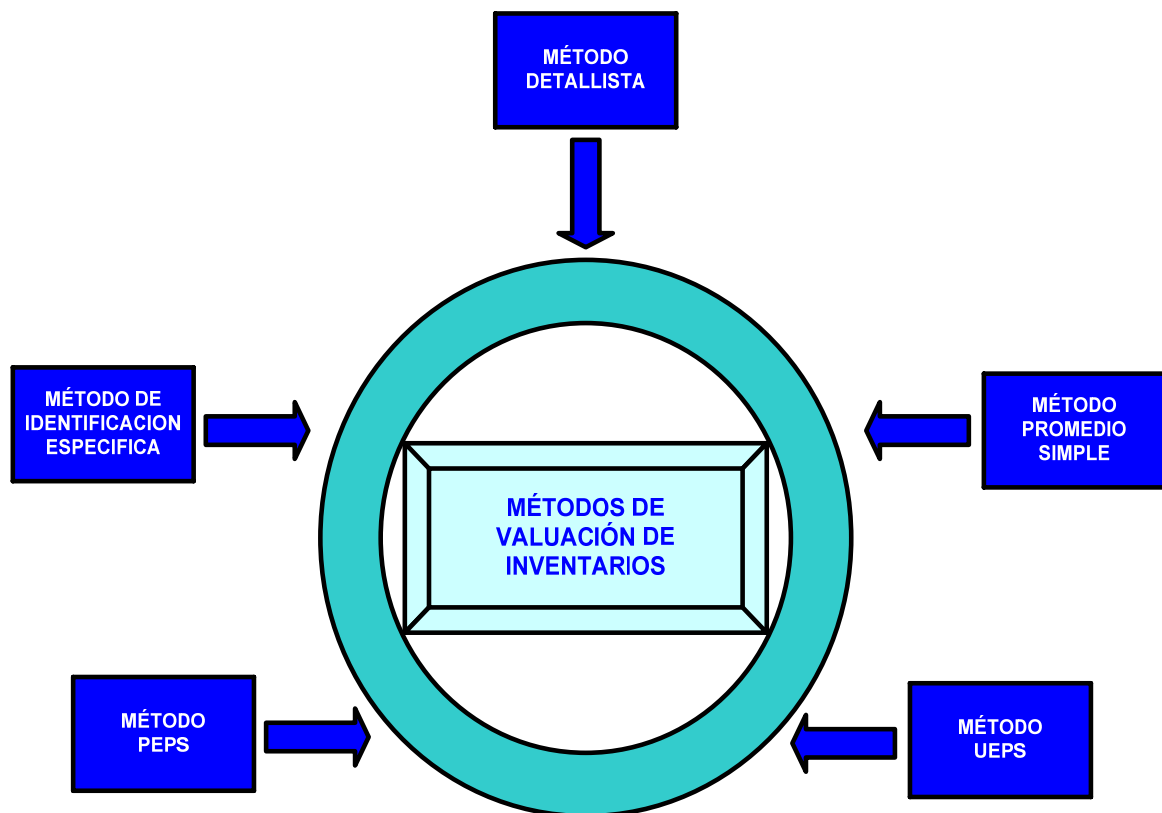 MÉTODO
DETALLISTA
MÉTODO DE
IDENTIFICACION
ESPECIFICA
MÉTODO
PROMEDIO
SIMPLE
MÉTODOS DE
VALUACIÓN DE
INVENTARIOS
MÉTODO
PEPS
MÉTODO
UEPS